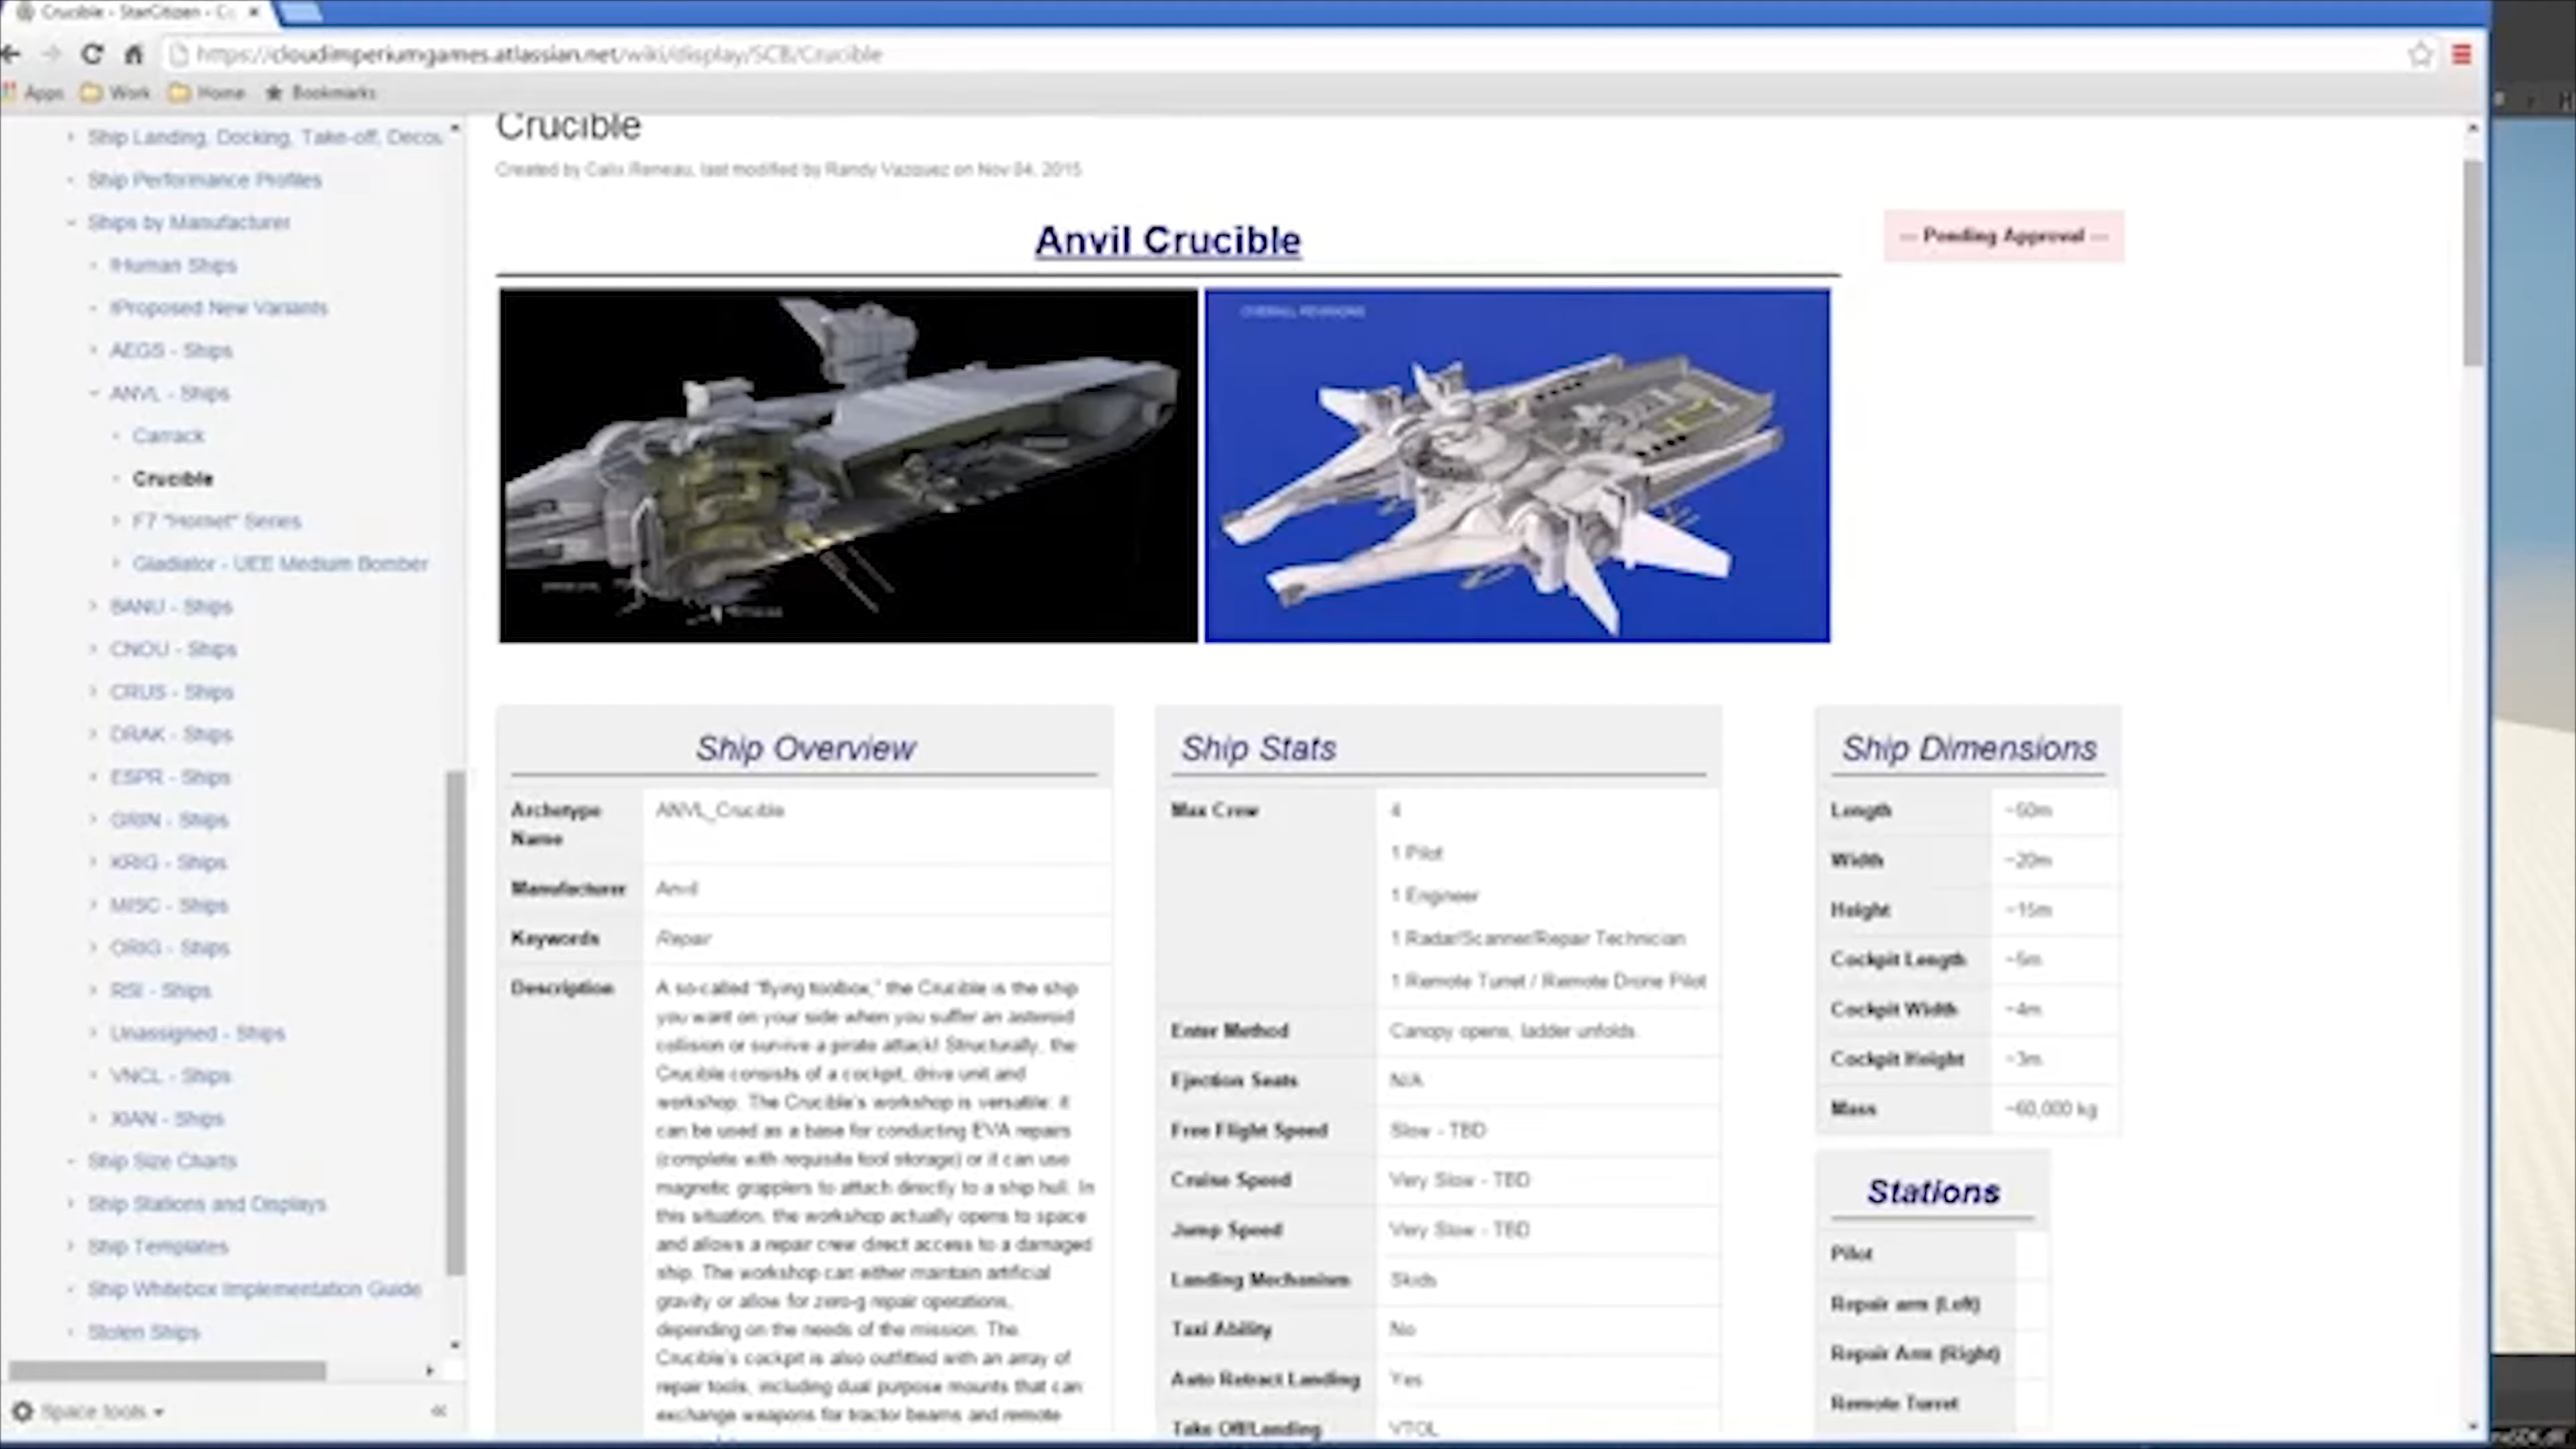 Crucible - StarCitizen - C
https://cloudimperiumgames.atlassian.net/wiki/display/SCB/Crucible
Apps Work Home Bookmarks
Ship Landing, Docking, Take-off, Decou
Ship Performance Profiles
Ships by Manufacturer
!Human Ships
!Proposed New Variants
AEGS - Ships
ANVL - Ships
Carrack
Crucible
F7 "Hornet" Series
Gladiator - UEE Medium Bomber
BANU - Ships
CNOU - Ships
CRUS - Ships
DRAK - Ships
ESPR - Ships
GRIN - Ships
KRIG - Ships
MISC - Ships
ORIG - Ships
RSI - Ships
Unassigned - Ships
VNCL - Ships
XIAN - Ships
Ship Size Charts
Ship Stations and Displays
Ship Templates
Ship Whitebox Implementation Guide
Stolen Ships
Space tools
Crucible
Created by Calix Reneau, last modified by Randy Vazquez on Nov 04, 2015
Anvil Crucible
--- Pending Approval ---
OVERALL REVISIONS
Ship Overview
Archetype Name
ANVL_Crucible
Manufacturer
Anvil
Keywords
Repair
Description
A so-called "flying toolbox," the Crucible is the ship
you want on your side when you suffer an asteroid
collision or survive a pirate attack! Structurally, the
Crucible consists of a cockpit, drive unit and
workshop. The Crucible's workshop is versatile: it
can be used as a base for conducting EVA repairs
(complete with requisite tool storage) or it can use
magnetic grapplers to attach directly to a ship hull. In
this situation, the workshop actually opens to space
and allows a repair crew direct access to a damaged
ship. The workshop can either maintain artificial
gravity or allow for zero-g repair operations,
depending on the needs of the mission. The
Crucible's cockpit is also outfitted with an array of
repair tools, including dual purpose mounts that can
exchange weapons for tractor beams and remote
Ship Stats
Max Crew
4
1 Pilot
1 Engineer
1 Radar/Scanner/Repair Technician
1 Remote Turret / Remote Drone Pilot
Enter Method
Canopy opens, ladder unfolds.
Ejection Seats
N/A
Free Flight Speed
Slow - TBD
Cruise Speed
Very Slow - TBD
Jump Speed
Very Slow - TBD
Landing Mechanism
Skids
Taxi Ability
No
Auto Retract Landing
Yes
Take Off/Landing
VTOL
Ship Dimensions
Length
Width
~20m
Height
~15m
Cockpit Length
Cockpit Width
~4m
Cockpit Height
~3m
Mass
~60,000 kg
Stations
Pilot
Repair arm (Left)
Repair Arm (Right)
Remote Turret